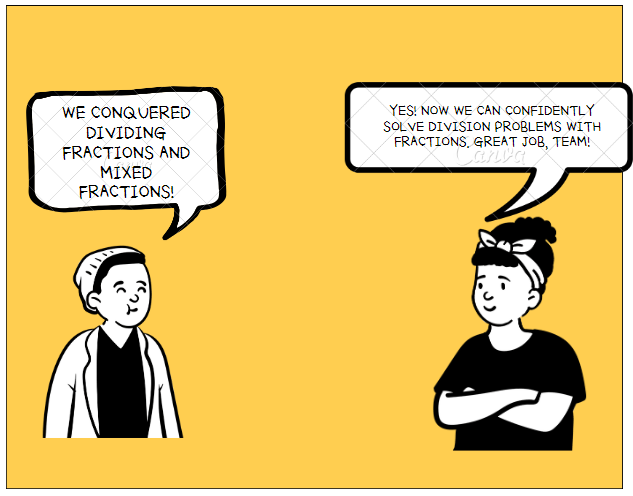 WE CONQUERED
DIVIDING
FRACTIONS AND
MIXED
FRACTIONS!
YES! NOW WE CAN CONFIDENTLY
SOLVE DIVISION PROBLEMS WITH
FRACTIONS. GREAT JOB, TEAM!
Canva